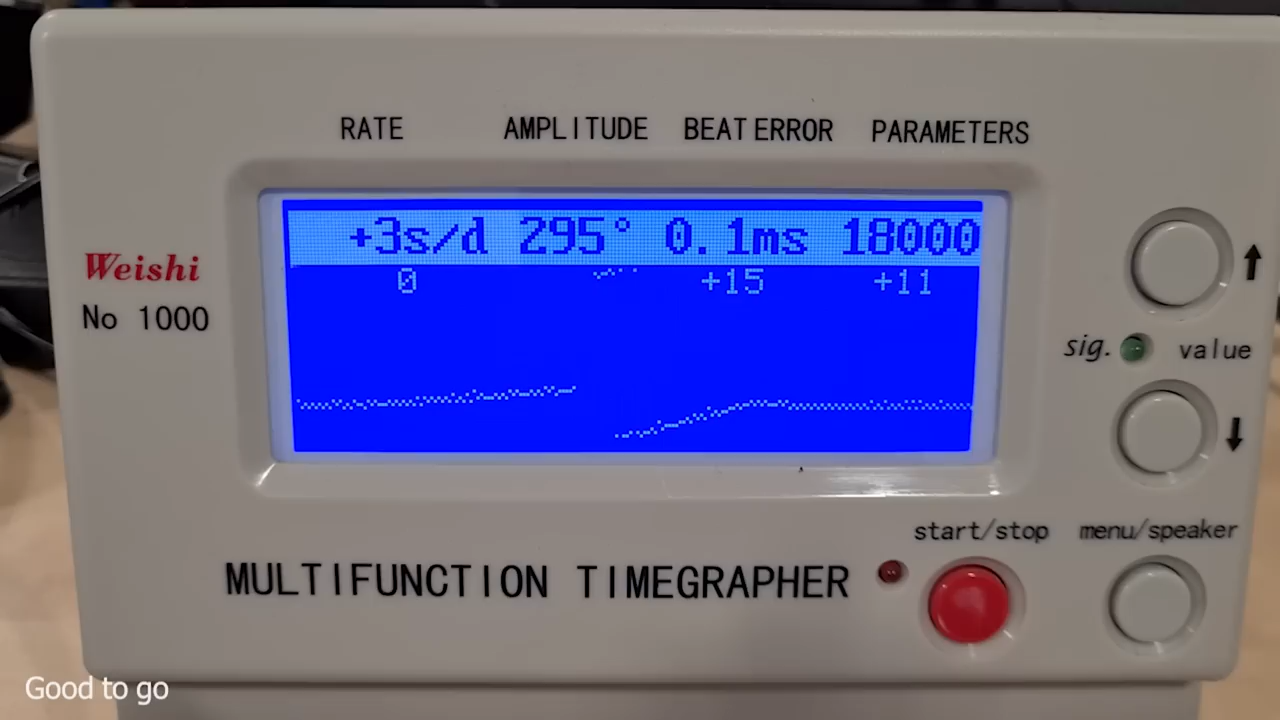 RATE AMPLITUDE BEAT ERROR PARAMETERS
+3s/d 295° 0.1ms 18000
0 +15 +11
Weishi
No 1000
sig. value
start/stop menu/speaker
MULTIFUNCTION TIMEGRAPHER
Good to go